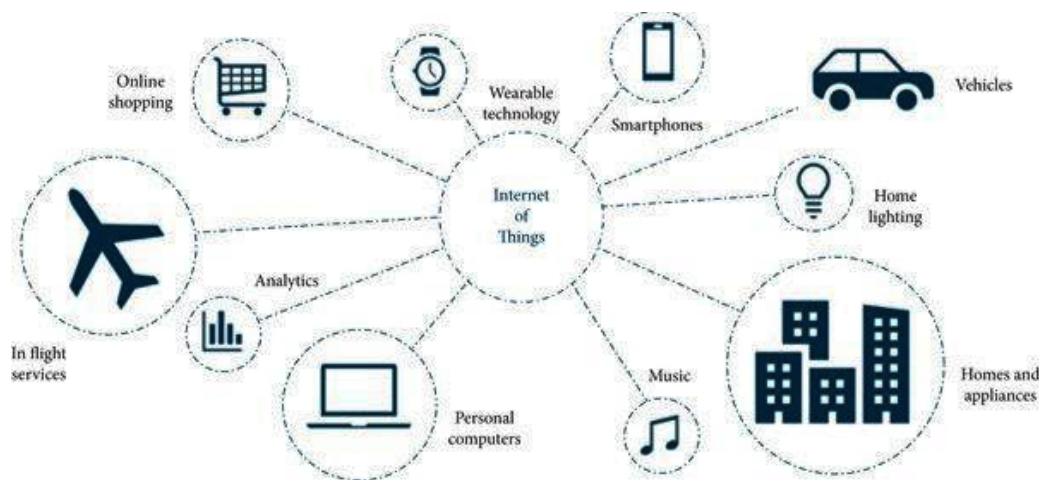 Online
shopping
Wearable
technology
Smartphones
Vehicles
Internet
of
Things
Home
lighting
Analytics
In flight
services
Personal
computers
Music
Homes and
appliances